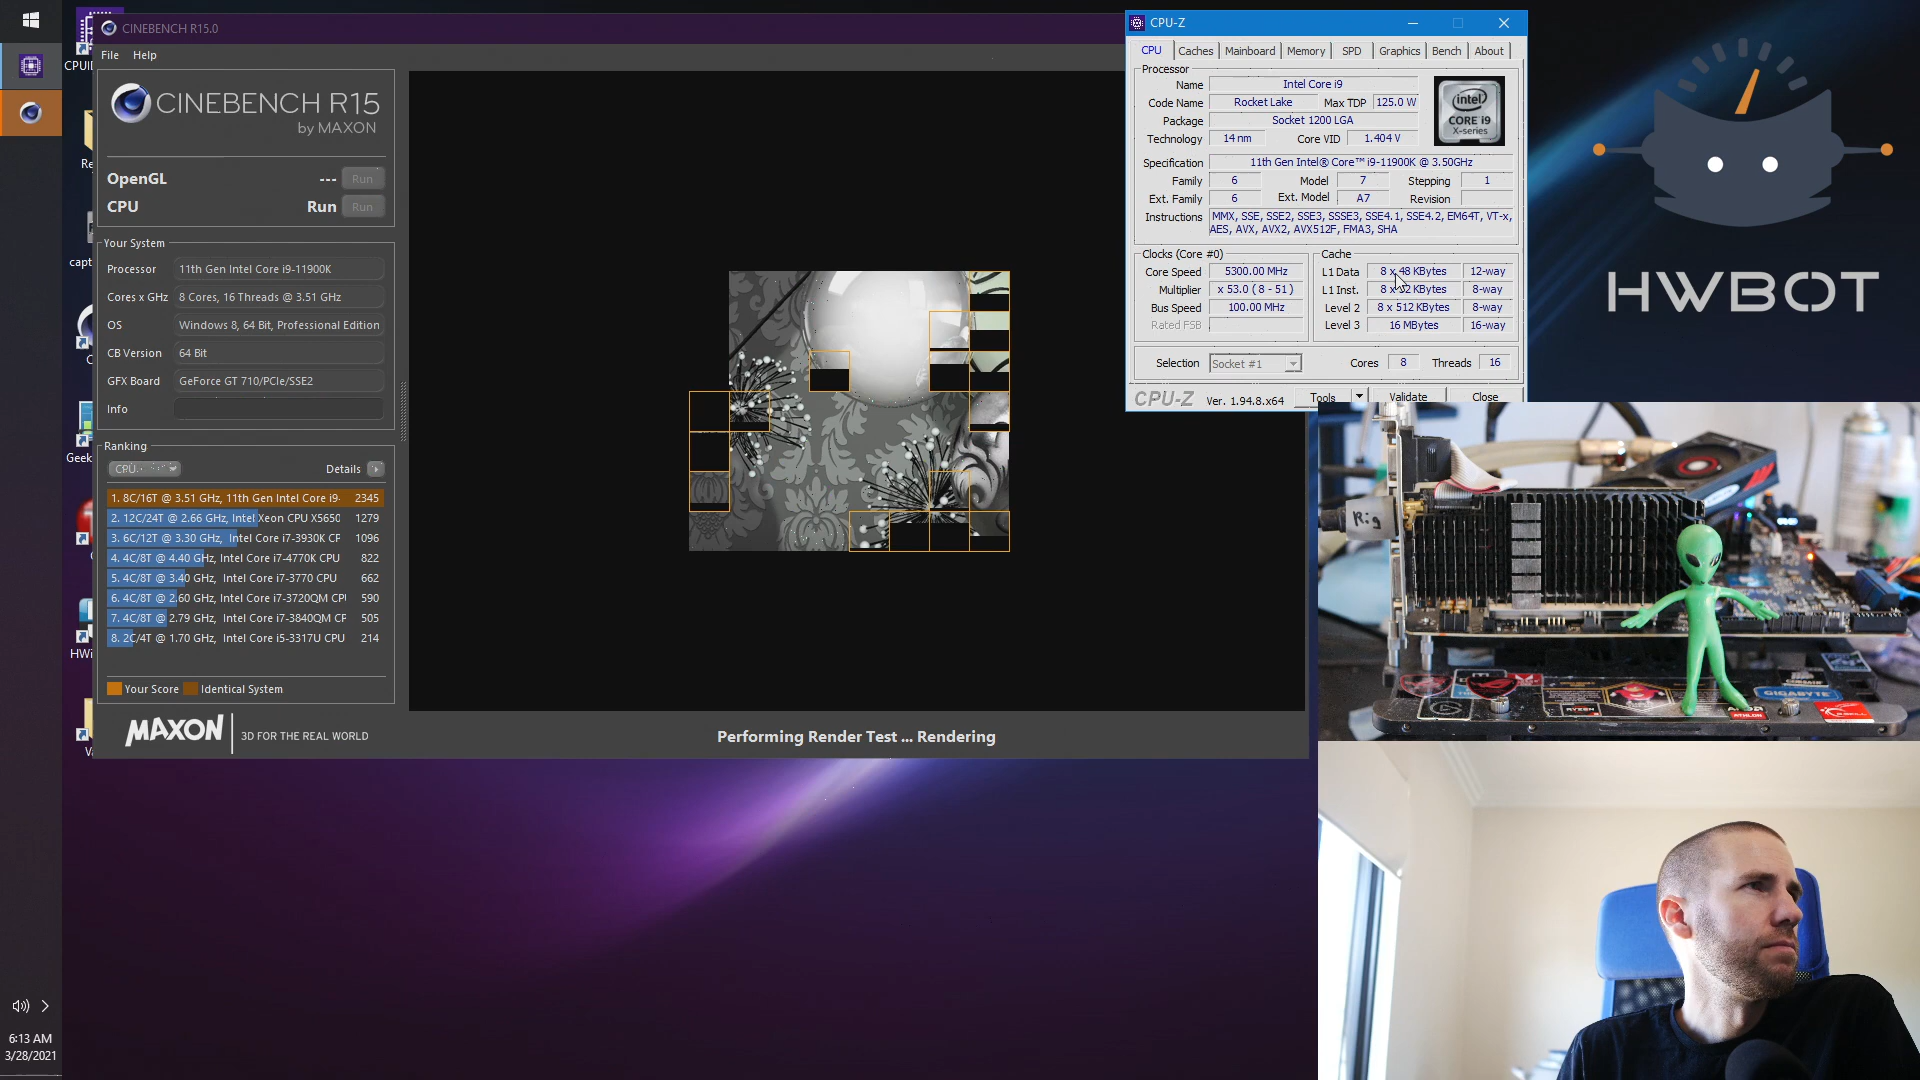 CINEBENCH R15.0
File Help
CINEBENCH R15
by MAXON
OpenGL --- Run
CPU Run Run
Your System
Processor 11th Gen Intel Core i9-11900K
Cores x GHz 8 Cores, 16 Threads @ 3.51 GHz
OS Windows 8, 64 Bit, Professional Edition
CB Version 64 Bit
GFX Board GeForce GT 710/PCIe/SSE2
Info
Ranking
CPU
Details
1. 8C/16T @ 3.51 GHz, 11th Gen Intel Core i9- 2345
2. 12C/24T @ 2.66 GHz, Intel Xeon CPU X5650 1279
3. 6C/12T @ 3.30 GHz, Intel Core i7-3930K CP 1096
4. 4C/8T @ 4.40 GHz, Intel Core i7-4770K CPU 822
5. 4C/8T @ 3.40 GHz, Intel Core i7-3770 CPU 662
6. 4C/8T @ 2.60 GHz, Intel Core i7-3720QM CPU 590
7. 4C/8T @ 2.79 GHz, Intel Core i7-3840QM CP 505
8. 2C/4T @ 1.70 GHz, Intel Core i5-3317U CPU 214
Your Score Identical System
MAXON 3D FOR THE REAL WORLD
Performing Render Test ... Rendering
CPUI
Re
capt
C
Geek
HWi
Va
6:13 AM
3/28/2021
CPU-Z
CPU Caches Mainboard Memory SPD Graphics Bench About
Processor
Name Intel Core i9
Code Name Rocket Lake Max TDP 125.0 W
Package Socket 1200 LGA
Technology 14 nm Core VID 1.404 V
intel
CORE i9
X-series
Specification 11th Gen Intel® Core™ i9-11900K @ 3.50GHz
Family 6 Model 7 Stepping 1
Ext. Family 6 Ext. Model A7 Revision
Instructions MMX, SSE, SSE2, SSE3, SSSE3, SSE4.1, SSE4.2, EM64T, VT-x,
AES, AVX, AVX2, AVX512F, FMA3, SHA
Clocks (Core #0)
Core Speed 5300.00 MHz
Multiplier x 53.0 ( 8 - 51 )
Bus Speed 100.00 MHz
Rated FSB
Cache
L1 Data 8 x 48 KBytes 12-way
L1 Inst. 8 x 32 KBytes 8-way
Level 2 8 x 512 KBytes 8-way
Level 3 16 MBytes 16-way
Selection Socket #1 Cores 8 Threads 16
CPU-Z Ver. 1.94.8.x64 Tools Validate Close
HWBOT
Rig
GIGABYTE
RYZEN
ATHLON